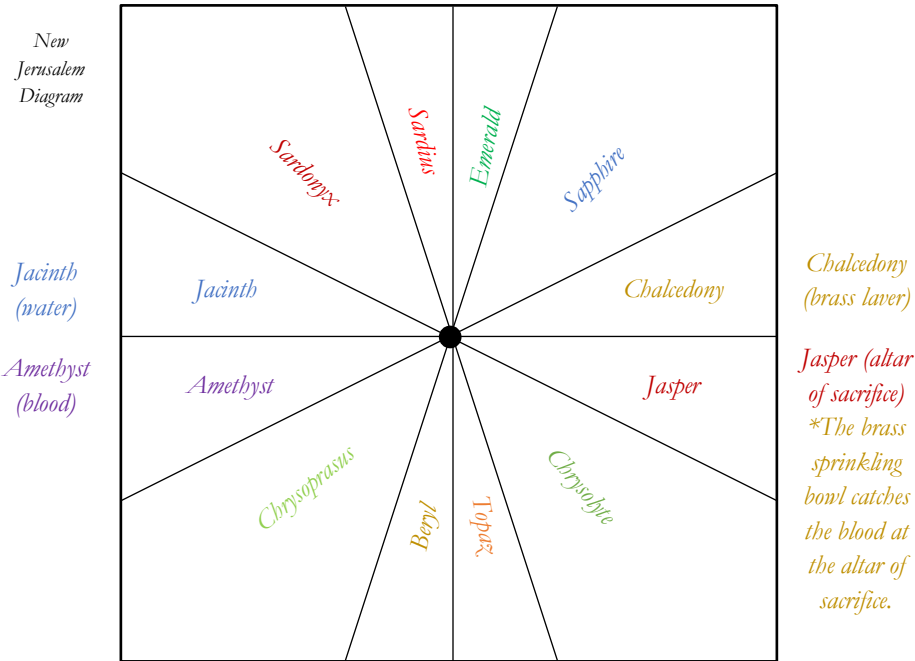 New
Jerusalem
Diagram
Sardonyx
Sardius
Emerald
Sapphire
Jacinth
(water)
Jacinth
Chalcedony
Chalcedony
(brass laver)
Amethyst
(blood)
Amethyst
Jasper
Jasper (altar
of sacrifice)
*The brass
sprinkling
bowl catches
the blood at
the altar of
sacrifice.
Chrysoprasus
Beryl
Topaz
Chrysolyte